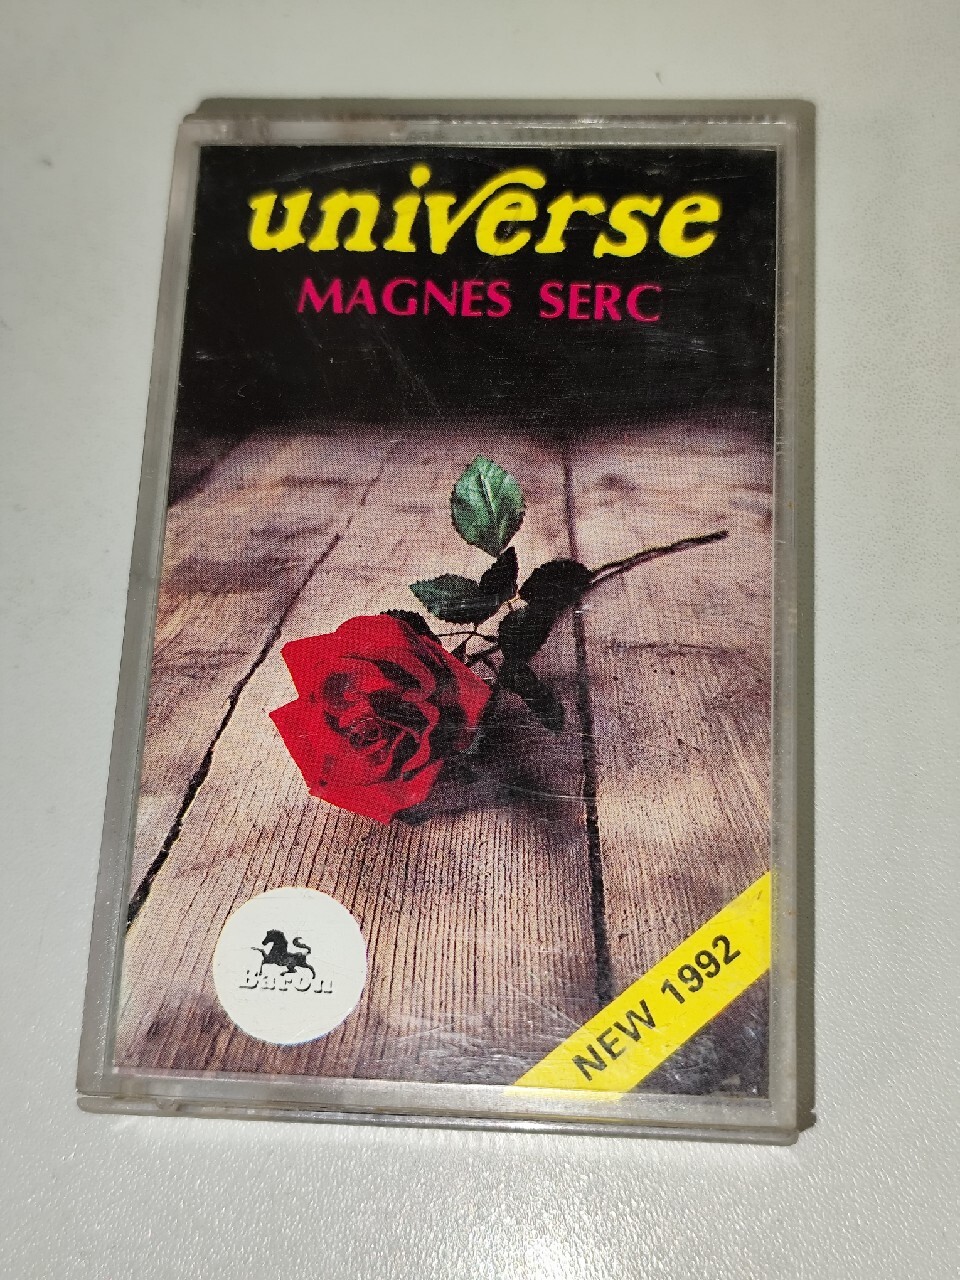 universe
MAGNES SERC
Baron
NEW 1992